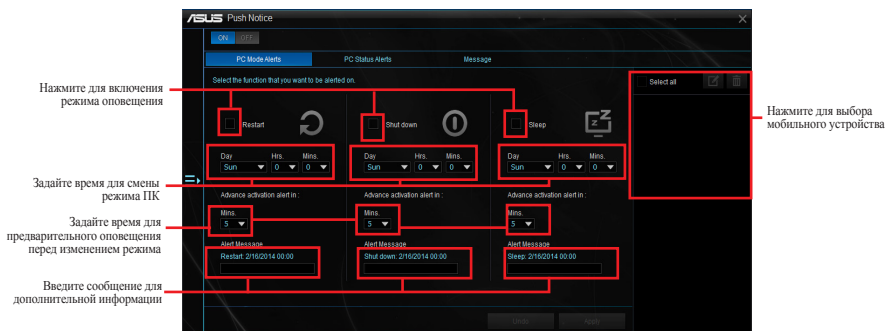 ASUS Push Notice
ON OFF
PC Mode Alerts PC Status Alerts Message
Select the function that you want to be alerted on.
Select all
Нажмите для включения
режима оповещения
Нажмите для выбора
мобильного устройства
Restart Shut down Sleep
Day Hrs. Mins. Day Hrs. Mins. Day Hrs. Mins.
Sun 0 0 Sun 0 0 Sun 0 0
Задайте время для смены
режима ПК
Advance activation alert in : Advance activation alert in : Advance activation alert in :
Mins. Mins. Mins.
5 5 5
Задайте время для
предварительного оповещения
перед изменением режима
Alert Message Alert Message Alert Message
Restart: 2/16/2014 00:00 Shut down: 2/16/2014 00:00 Sleep: 2/16/2014 00:00
Введите сообщение для
дополнительной информации
Undo Apply